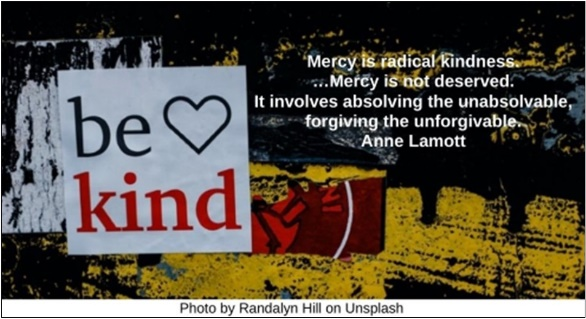 be
kind
Mercy is radical kindness.
…Mercy is not deserved.
It involves absolving the unabsolvable,
forgiving the unforgivable.
Anne Lamott
Photo by Randalyn Hill on Unsplash